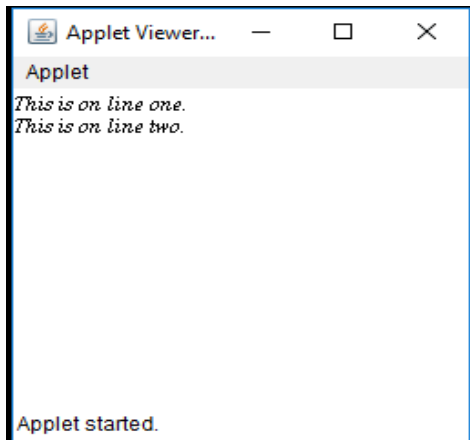 Applet Viewer...
Applet
This is on line one.
This is on line two.
Applet started.